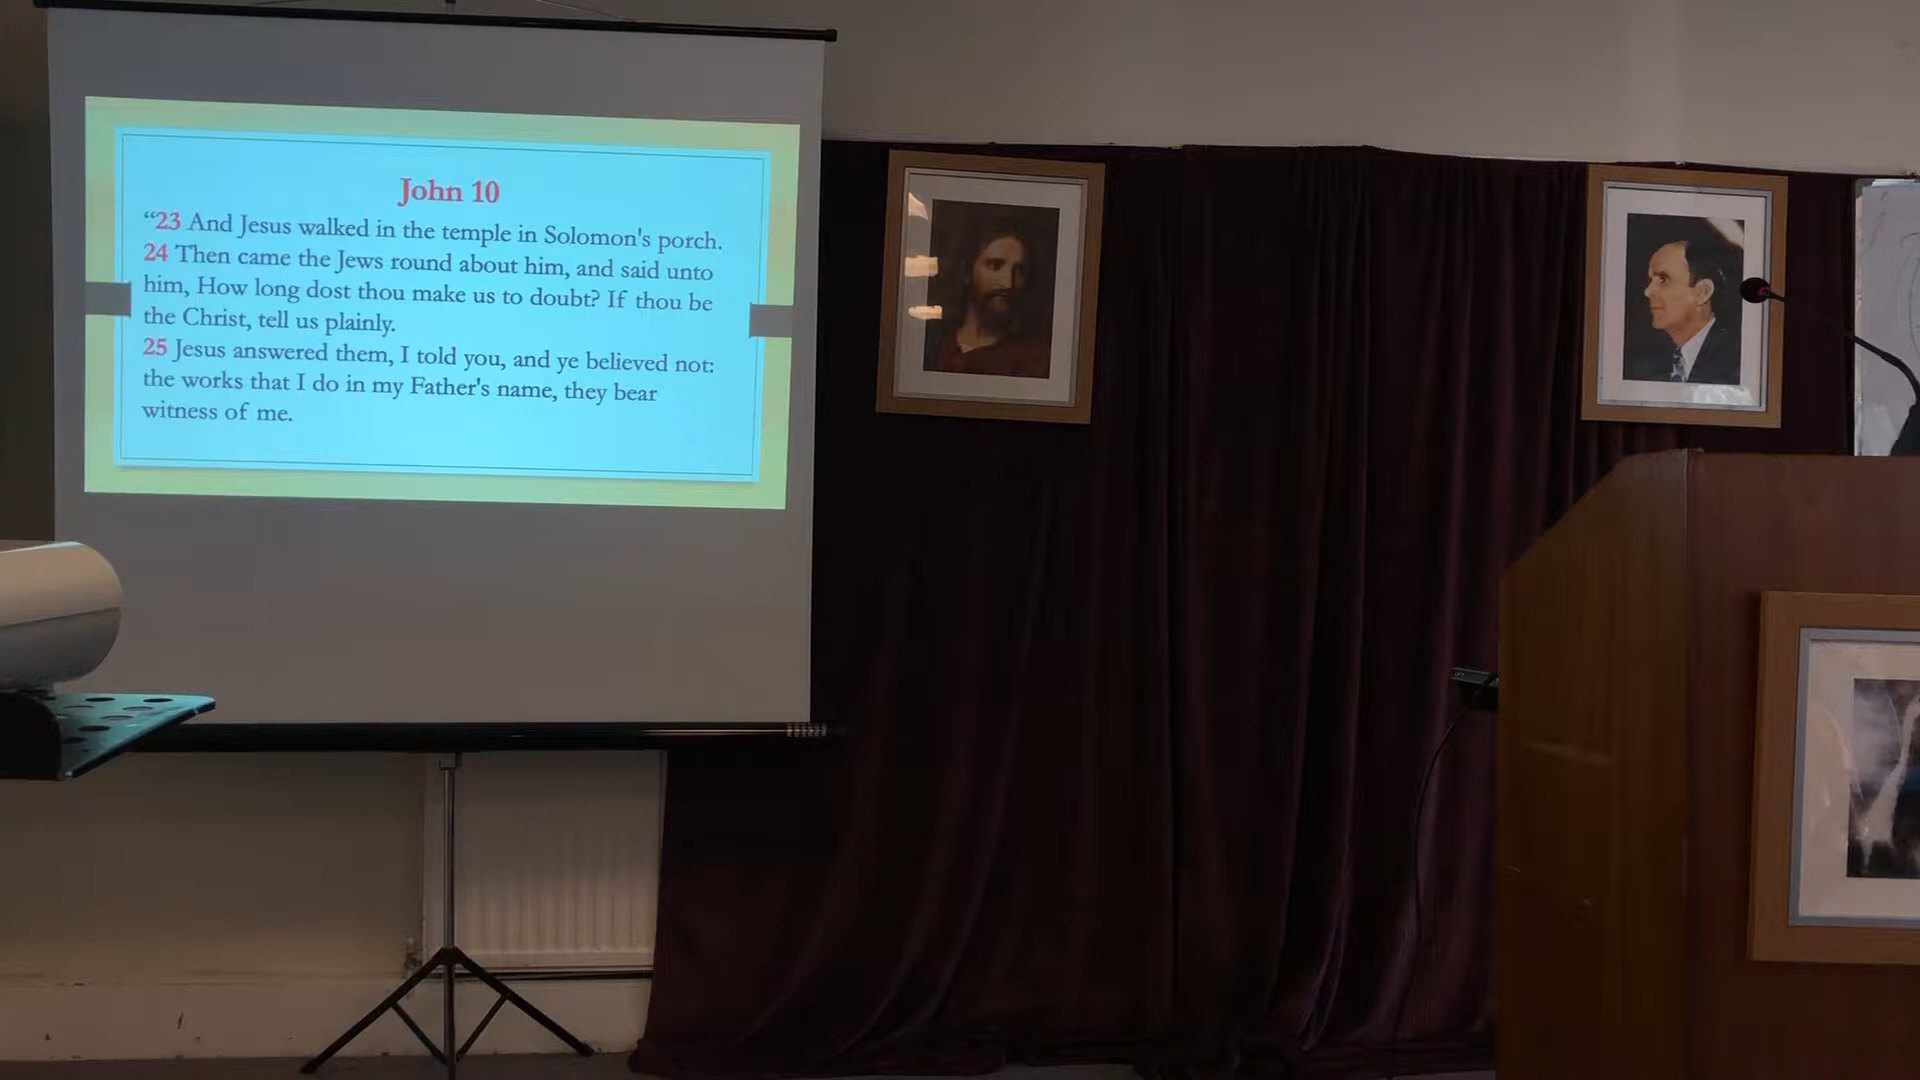 John 10
“23 And Jesus walked in the temple in Solomon's porch.
24 Then came the Jews round about him, and said unto
him, How long dost thou make us to doubt? If thou be
the Christ, tell us plainly.
25 Jesus answered them, I told you, and ye believed not:
the works that I do in my Father's name, they bear
witness of me.